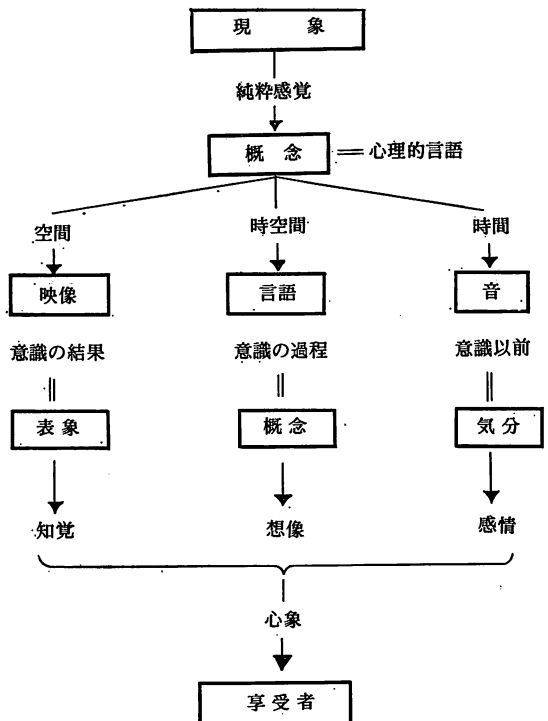 現象
純粋感覚
概念 = 心理的言語
空間 時空間 時間
映像 言語 音
意識の結果 意識の過程 意識以前
= = =
表象 概念 気分
知覚 想像 感情
心象
享受者